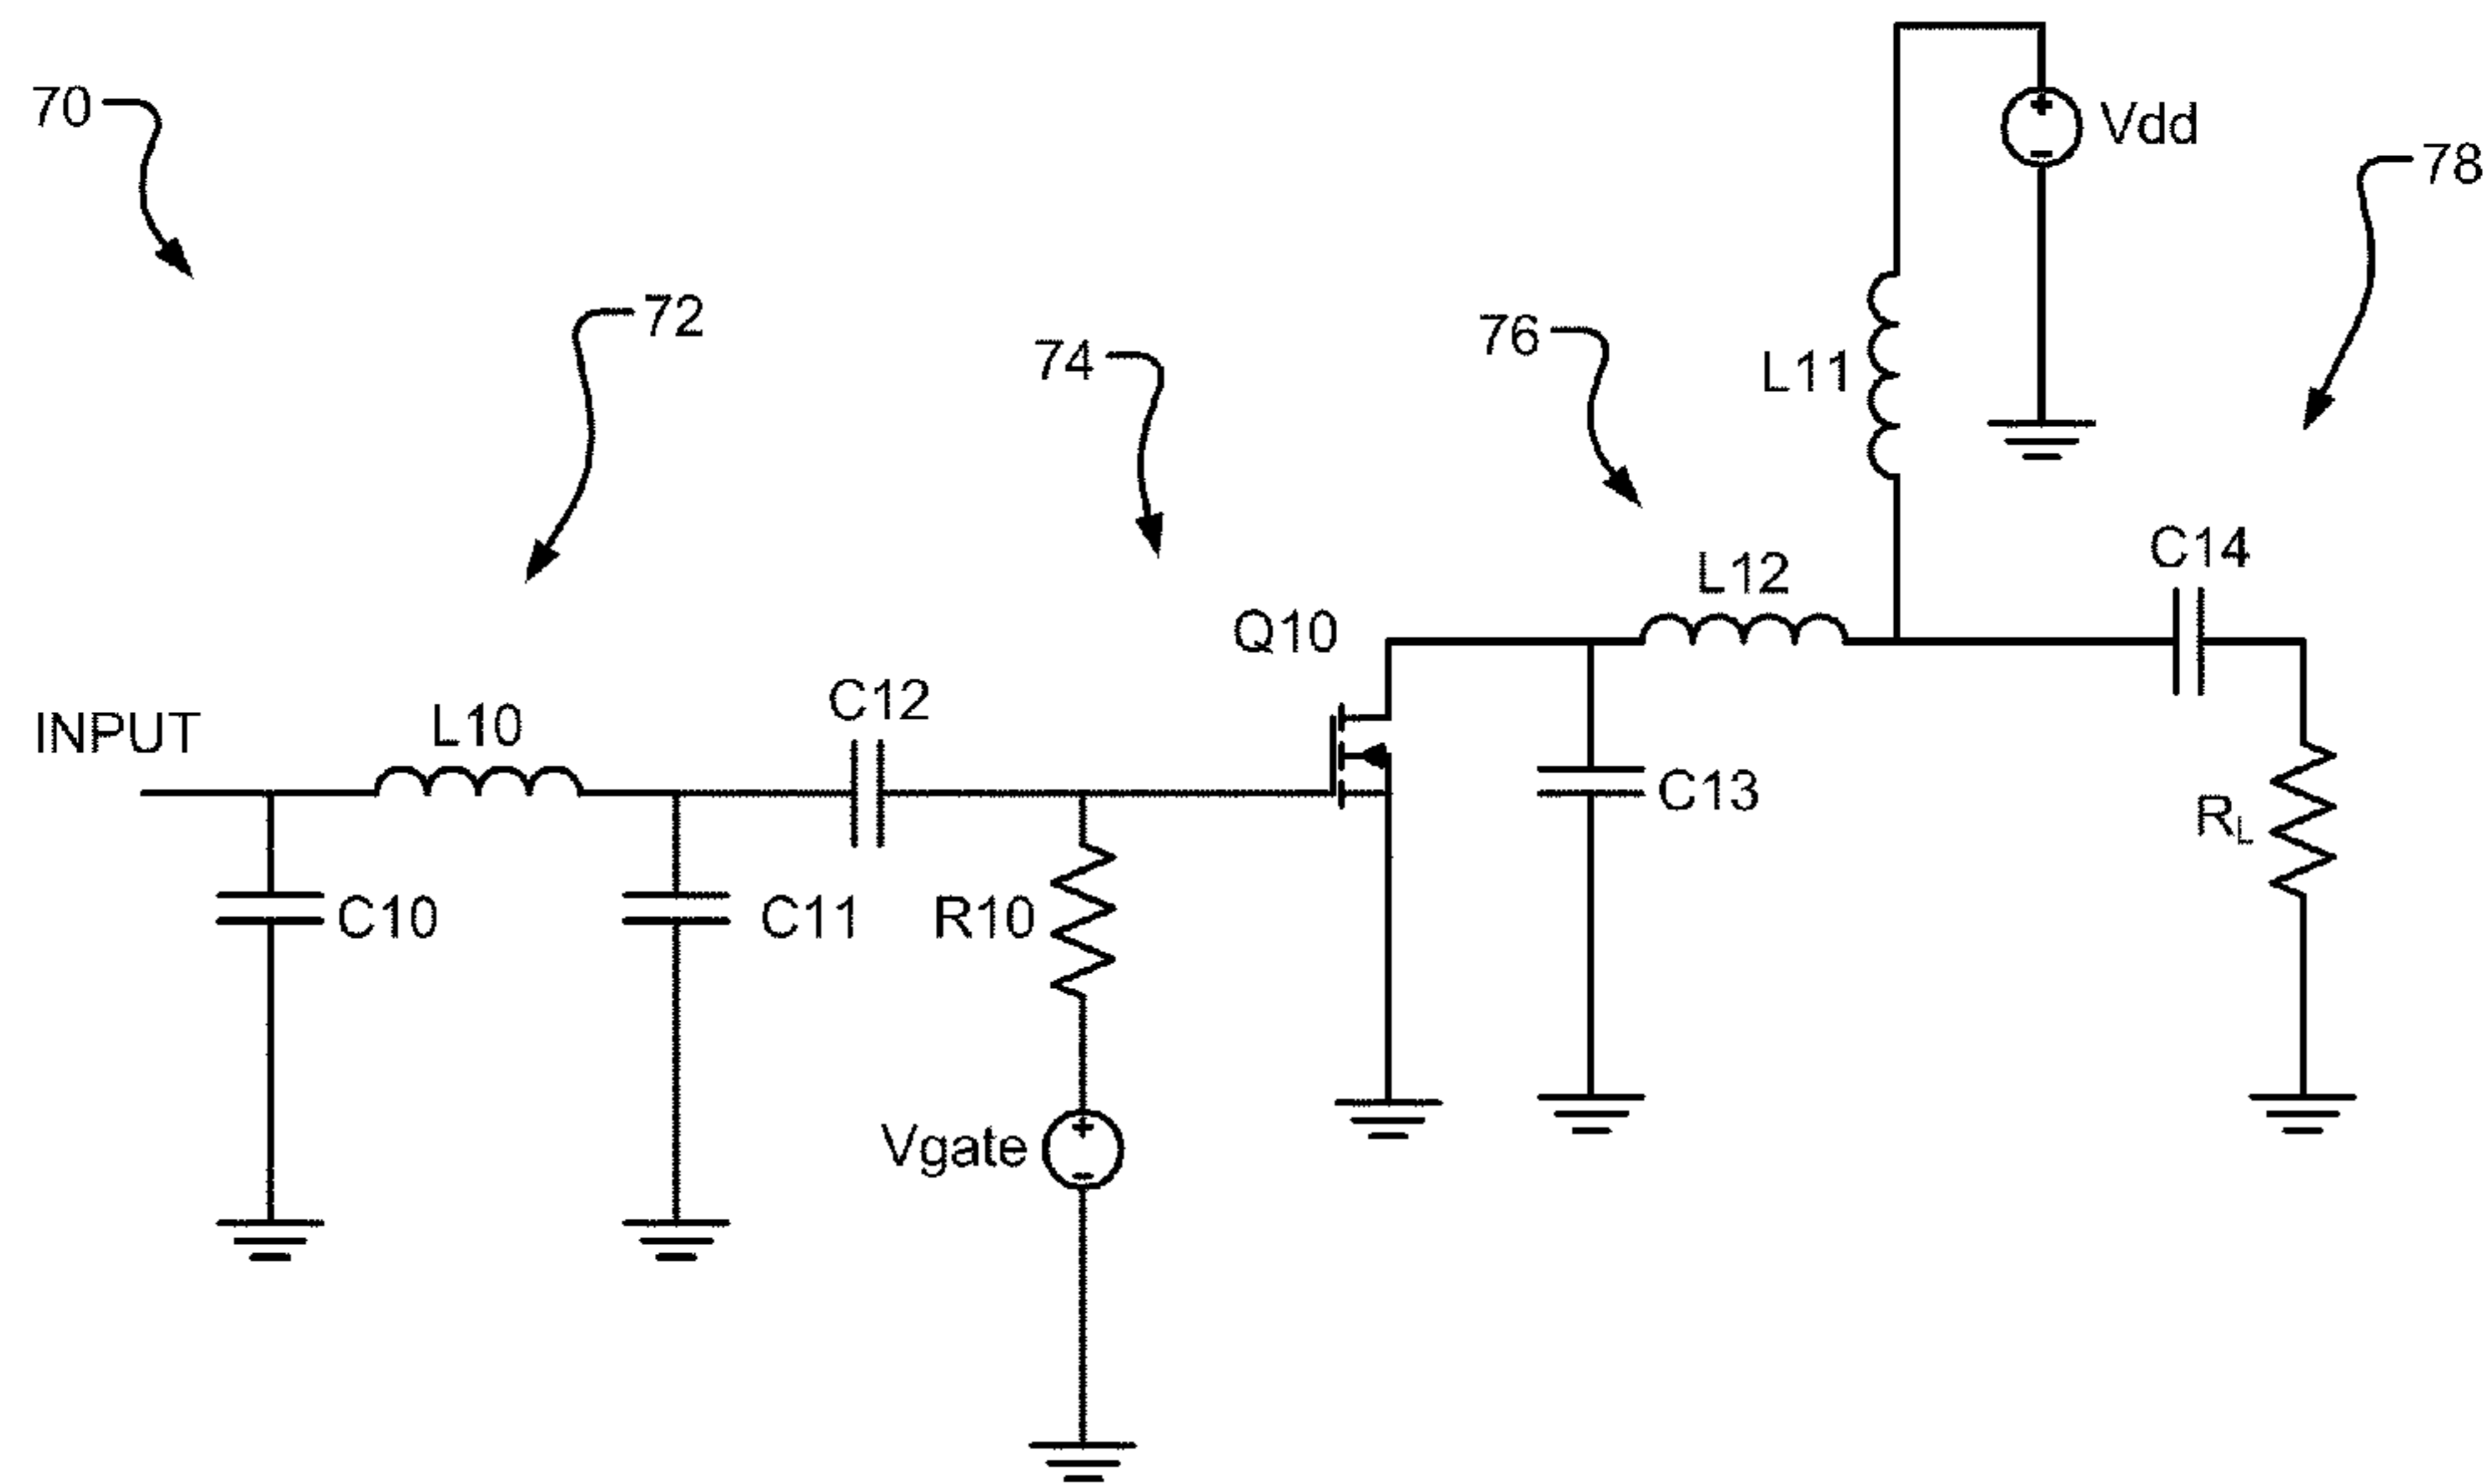 70
Vdd
78
72
74
76
L11
C14
L12
Q10
C12
INPUT
L10
C13
RL
C10
C11
R10
Vgate